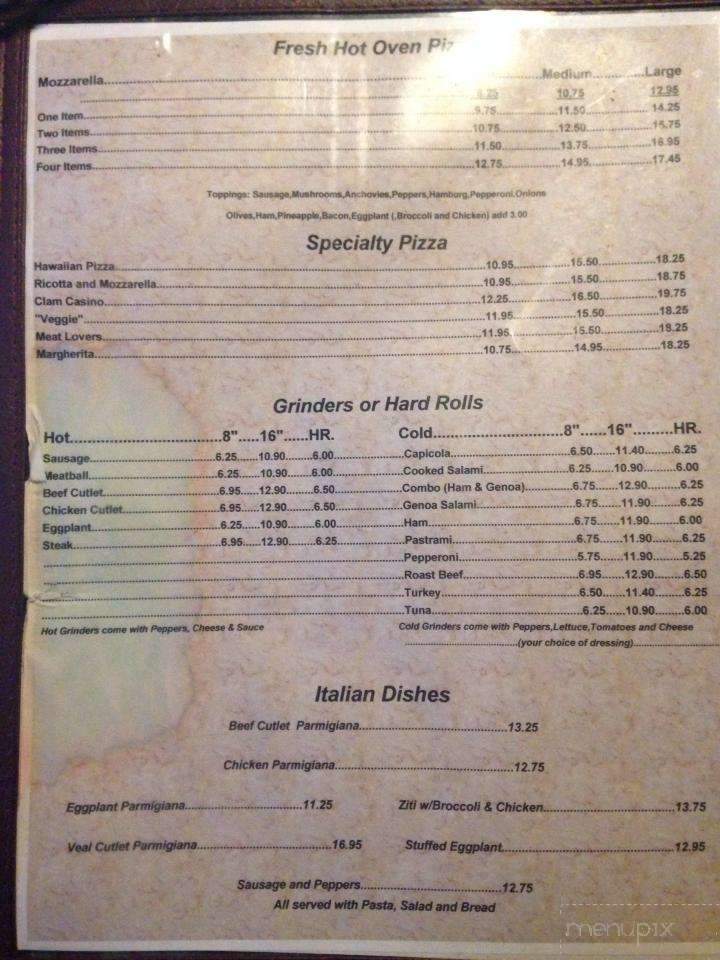 Fresh Hot Oven
Mozzarella..........Medium..........Large
10.75 12.95
One Item..........9.75..........11.50..........14.25
Two Items..........10.75..........12.50..........15.75
Three Items..........11.50..........13.75..........16.95
Four Items..........12.75..........14.95..........17.45
Toppings: Sausage,Mushrooms,Anchovies,Peppers,Hamburg,Pepperoni,Onions
Olives,Ham,Pineapple,Bacon,Eggplant (,Broccoli and Chicken) add 3.00
Specialty Pizza
Hawaiian Pizza..........10.95..........15.50..........18.25
Ricotta and Mozzarella..........10.95..........15.50..........18.75
Clam Casino..........12.25..........16.50..........19.75
"Veggie"..........11.95..........15.50..........18.25
Meat Lovers..........11.95..........15.50..........18.25
Margherita..........10.75..........14.95..........18.25
Grinders or Hard Rolls
Hot..........8".....16"......HR.
Sausage..........6.25......10.90.........6.00
Meatball..........6.25......10.90.........6.00
Beef Cutlet..........6.95......12.90.........6.50
Chicken Cutlet..........6.95......12.90.........6.50
Eggplant..........6.25......10.90.........6.00
Steak..........6.95......12.90.........6.25
Hot Grinders come with Peppers, Cheese & Sauce
Cold..........8"......16".........HR.
Capicola..........6.50......11.40.........6.25
Cooked Salami..........6.25......10.90.........6.00
Combo (Ham & Genoa)..........6.75......12.90.........6.25
Genoa Salami..........6.75......11.90.........6.25
Ham..........6.75......11.90.........6.00
Pastrami..........6.75......11.90.........6.25
Pepperoni..........5.75......11.90.........5.25
Roast Beef..........6.95......12.90.........6.50
Turkey..........6.50......11.40.........6.25
Tuna..........6.25......10.90.........6.00
Cold Grinders come with Peppers,Lettuce,Tomatoes and Cheese
..........(your choice of dressing)..........
Italian Dishes
Beef Cutlet Parmigiana..........13.25
Chicken Parmigiana..........12.75
Eggplant Parmigiana..........11.25
Ziti w/Broccoli & Chicken..........13.75
Veal Cutlet Parmigiana..........16.95
Stuffed Eggplant..........12.95
Sausage and Peppers..........12.75
All served with Pasta, Salad and Bread
menupix